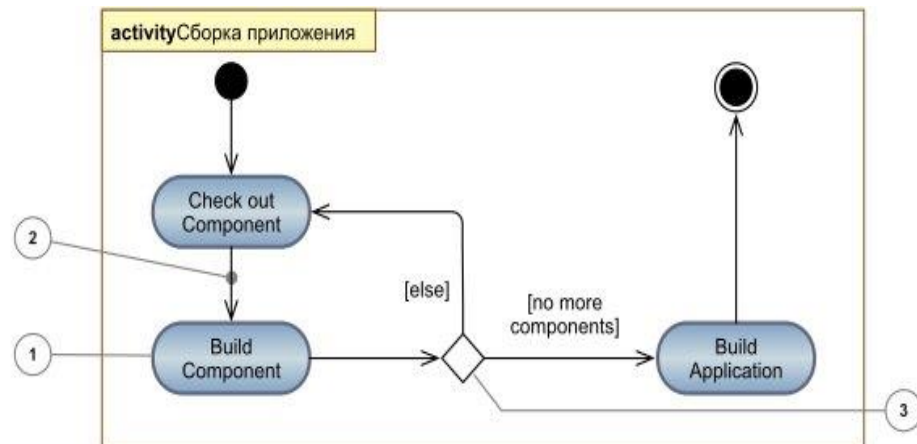 activityСборка приложения
Check out
Component
2
[else]
[no more
components]
1
Build
Component
Build
Application
3